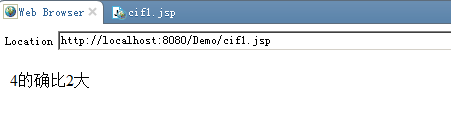 Web Browser cif1.jsp
Location http://localhost:8080/Demo/cif1.jsp
4的确比2大